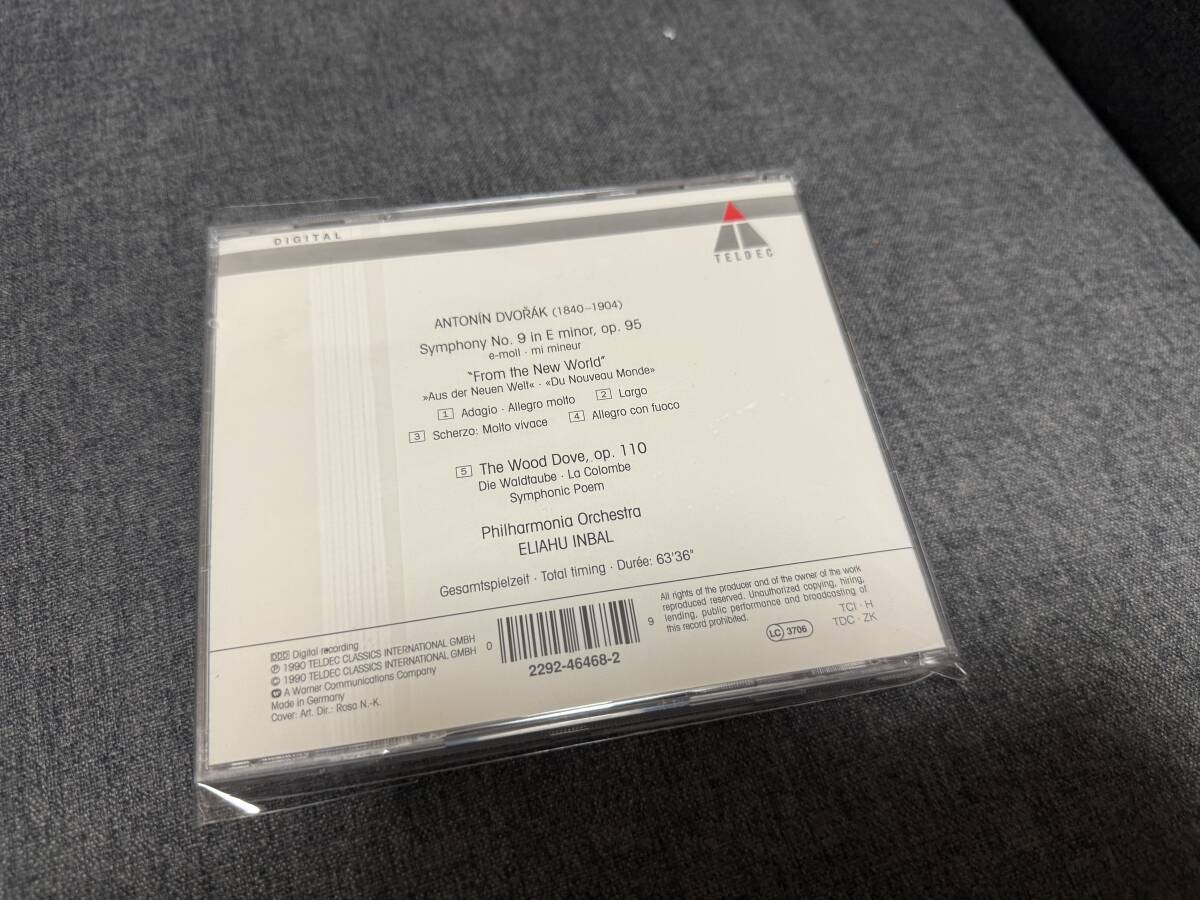 DIGITAL
TELDEC
ANTONÍN DVOŘÁK (1840–1904)
Symphony No. 9 in E minor, op. 95
e-moll · mi mineur
"From the New World"
»Aus der Neuen Welt« · «Du Nouveau Monde»
1 Adagio · Allegro molto 2 Largo
3 Scherzo: Molto vivace 4 Allegro con fuoco
5 The Wood Dove, op. 110
Die Waldtaube · La Colombe
Symphonic Poem
Philharmonia Orchestra
ELIAHU INBAL
Gesamtspielzeit · Total timing · Durée: 63'36"
DDD Digital recording
℗ 1990 TELDEC CLASSICS INTERNATIONAL GMBH
© 1990 TELDEC CLASSICS INTERNATIONAL GMBH
A Warner Communications Company
Made in Germany
Cover: Art. Dir.: Rosa N.-K.
0 9
2292-46468-2
All rights of the producer and of the owner of the work
reproduced reserved. Unauthorized copying, hiring,
lending, public performance and broadcasting of
this record prohibited.
LC 3706
TCI · H
TDC · ZK